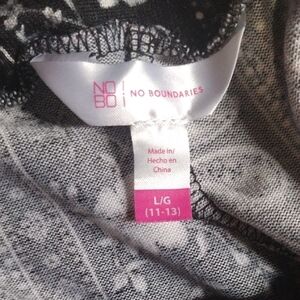 NO
BO
NO BOUNDARIES
Made in/
Hecho en
China
L/G
(11-13)